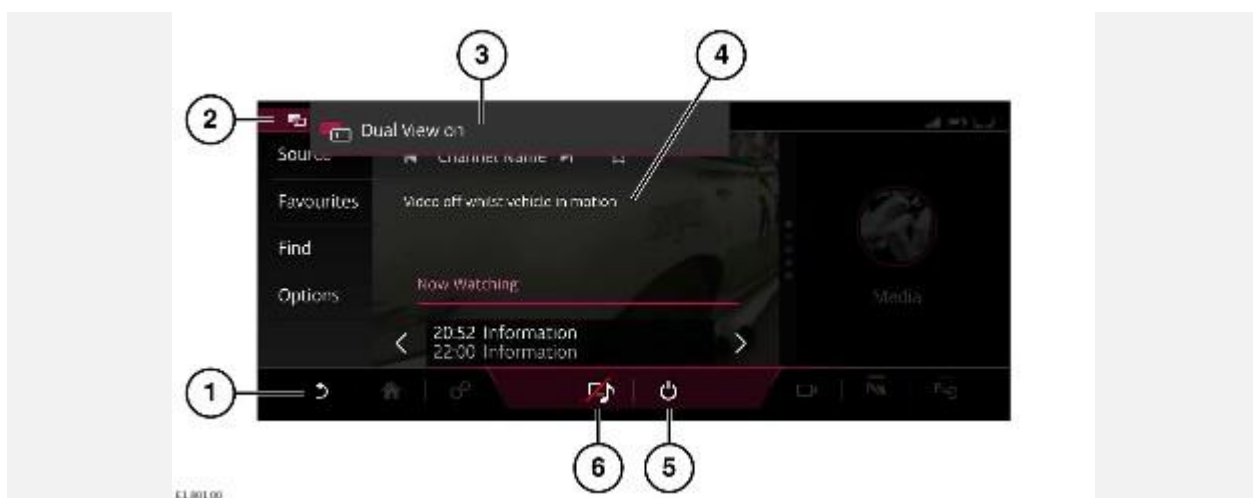 3
4
2
Dual View on
Source
Channel Name
Favourites
Video off whilst vehicle in motion
Find
Now Watching
Options
Media
20:52 Information
22:00 Information
1
6
5